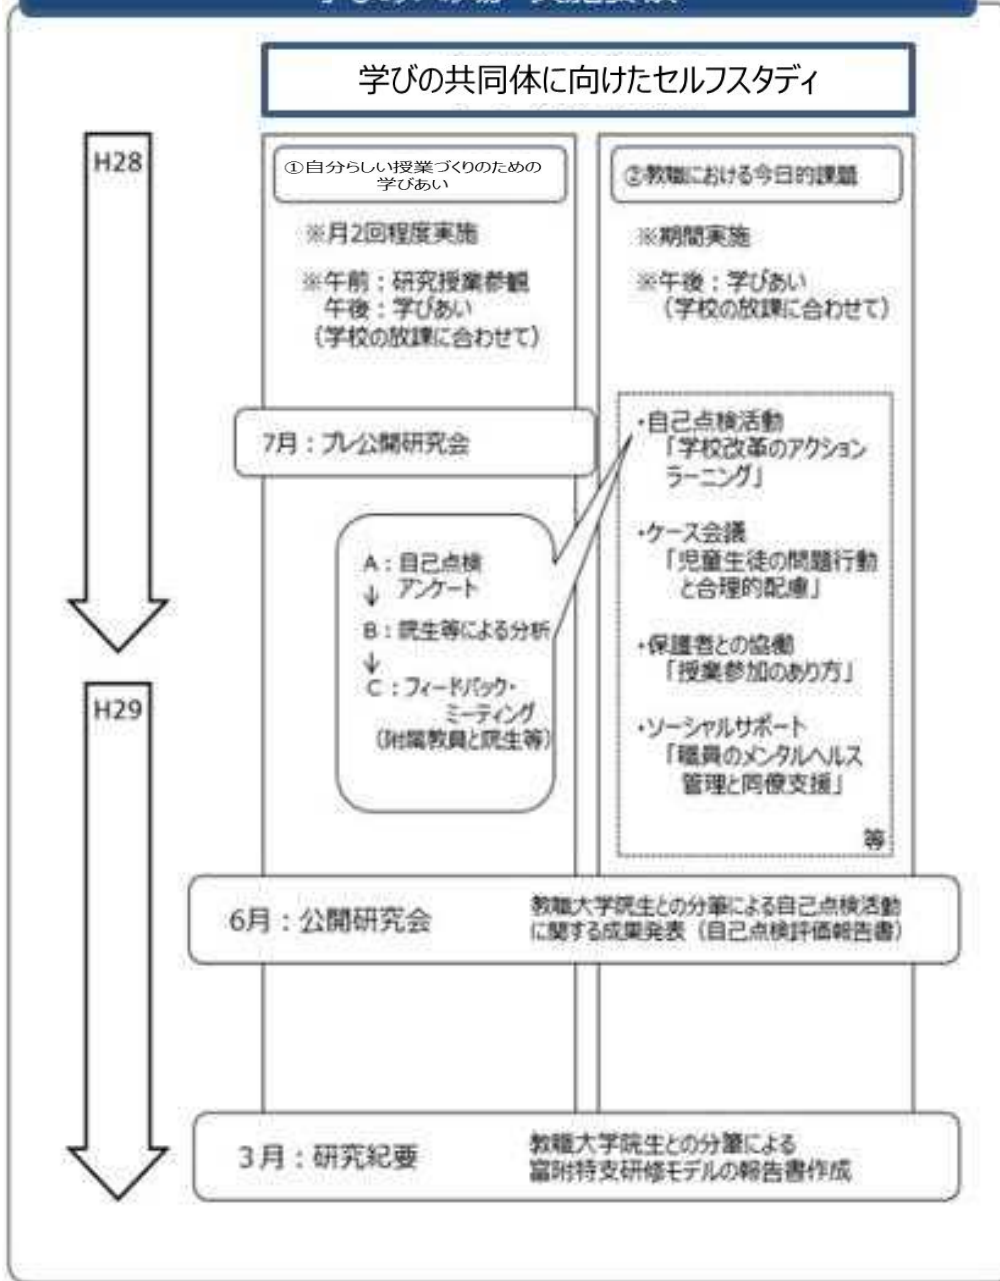 学びの共同体に向けたセルフスタディ
H28
①自分らしい授業づくりのための
学びあい
※月2回程度実施
※午前：研究授業参観
午後：学びあい
（学校の放課に合わせて）
②教職における今日的課題
※期間実施
※午後：学びあい
（学校の放課に合わせて）
7月：プレ公開研究会
・自己点検活動
「学校改革のアクション
ラーニング」
・ケース会議
「児童生徒の問題行動
と合理的配慮」
・保護者との協働
「授業参加のあり方」
・ソーシャルサポート
「職員のメンタルヘルス
管理と同僚支援」
等
A：自己点検
↓ アンケート
B：院生等による分析
↓
C：フィードバック・
ミーティング
（附属教員と院生等）
H29
6月：公開研究会
教職大学院生との分筆による自己点検活動
に関する成果発表（自己点検評価報告書）
3月：研究紀要
教職大学院生との分筆による
富附特支研修モデルの報告書作成